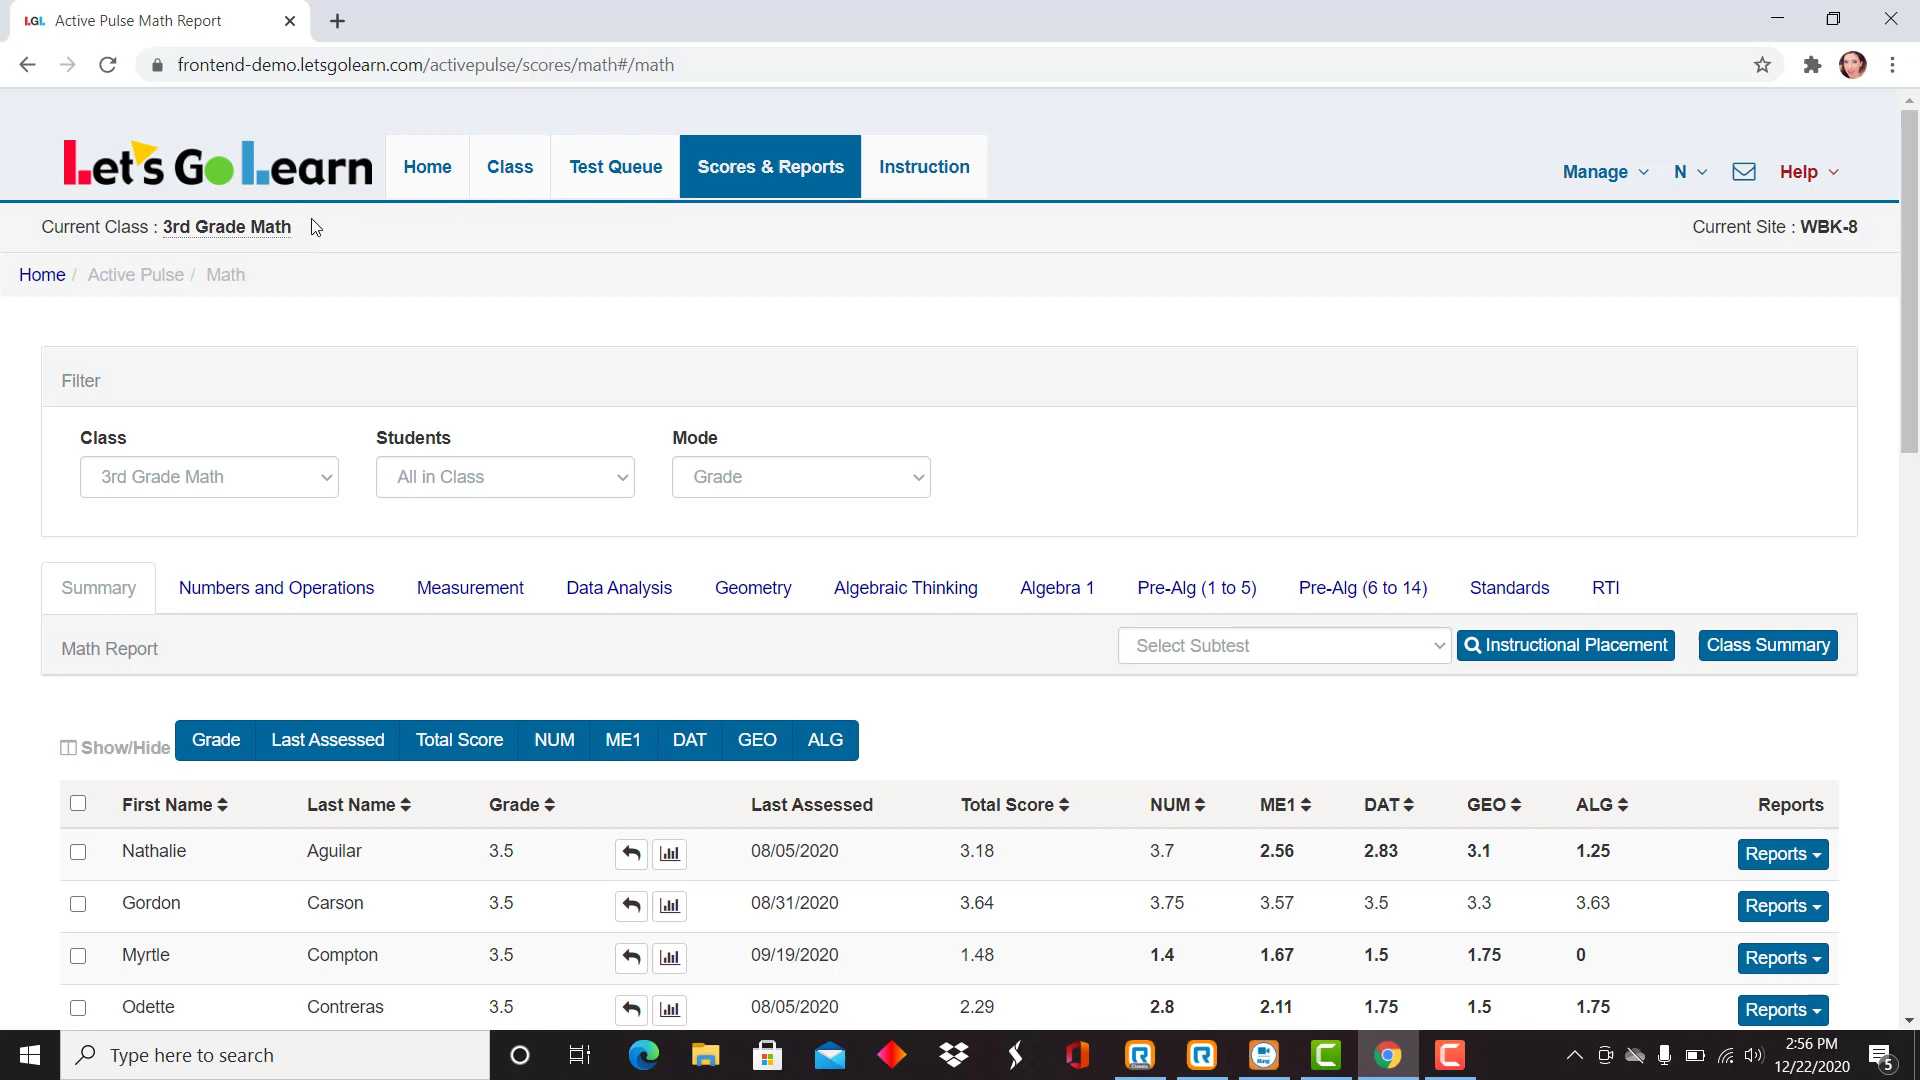 LGL Active Pulse Math Report
frontend-demo.letsgolearn.com/activepulse/scores/math#/math
Let's Go Learn Home Class Test Queue Scores & Reports Instruction Manage N Help
Current Class : 3rd Grade Math Current Site : WBK-8
Home / Active Pulse / Math
Filter
Class Students Mode
3rd Grade Math All in Class Grade
Summary Numbers and Operations Measurement Data Analysis Geometry Algebraic Thinking Algebra 1 Pre-Alg (1 to 5) Pre-Alg (6 to 14) Standards RTI
Math Report Select Subtest Instructional Placement Class Summary
Show/Hide Grade Last Assessed Total Score NUM ME1 DAT GEO ALG
First Name Last Name Grade Last Assessed Total Score NUM ME1 DAT GEO ALG Reports
Nathalie Aguilar 3.5 08/05/2020 3.18 3.7 2.56 2.83 3.1 1.25 Reports
Gordon Carson 3.5 08/31/2020 3.64 3.75 3.57 3.5 3.3 3.63 Reports
Myrtle Compton 3.5 09/19/2020 1.48 1.4 1.67 1.5 1.75 0 Reports
Odette Contreras 3.5 08/05/2020 2.29 2.8 2.11 1.75 1.5 1.75 Reports
Type here to search
2:56 PM
12/22/2020
5